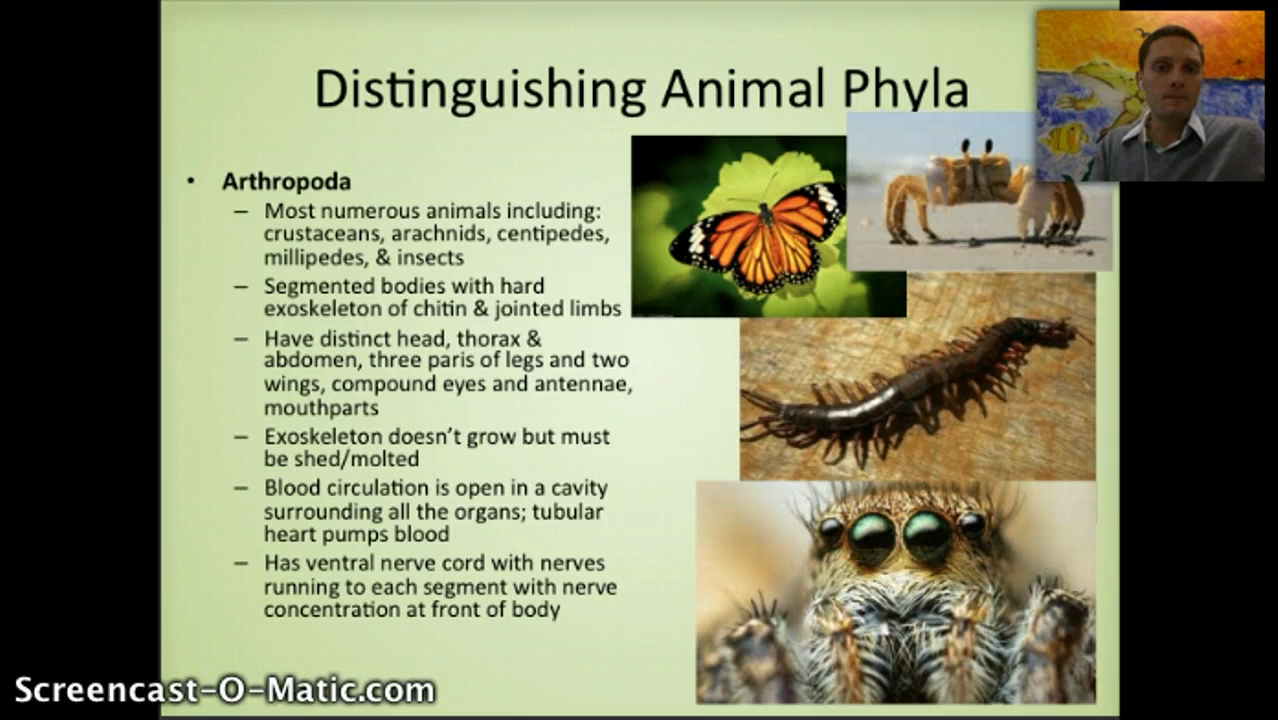 Distinguishing Animal Phyla
• Arthropoda
– Most numerous animals including:
crustaceans, arachnids, centipedes,
millipedes, & insects
– Segmented bodies with hard
exoskeleton of chitin & jointed limbs
– Have distinct head, thorax &
abdomen, three paris of legs and two
wings, compound eyes and antennae,
mouthparts
– Exoskeleton doesn't grow but must
be shed/molted
– Blood circulation is open in a cavity
surrounding all the organs; tubular
heart pumps blood
– Has ventral nerve cord with nerves
running to each segment with nerve
concentration at front of body
Screencast-O-Matic.com